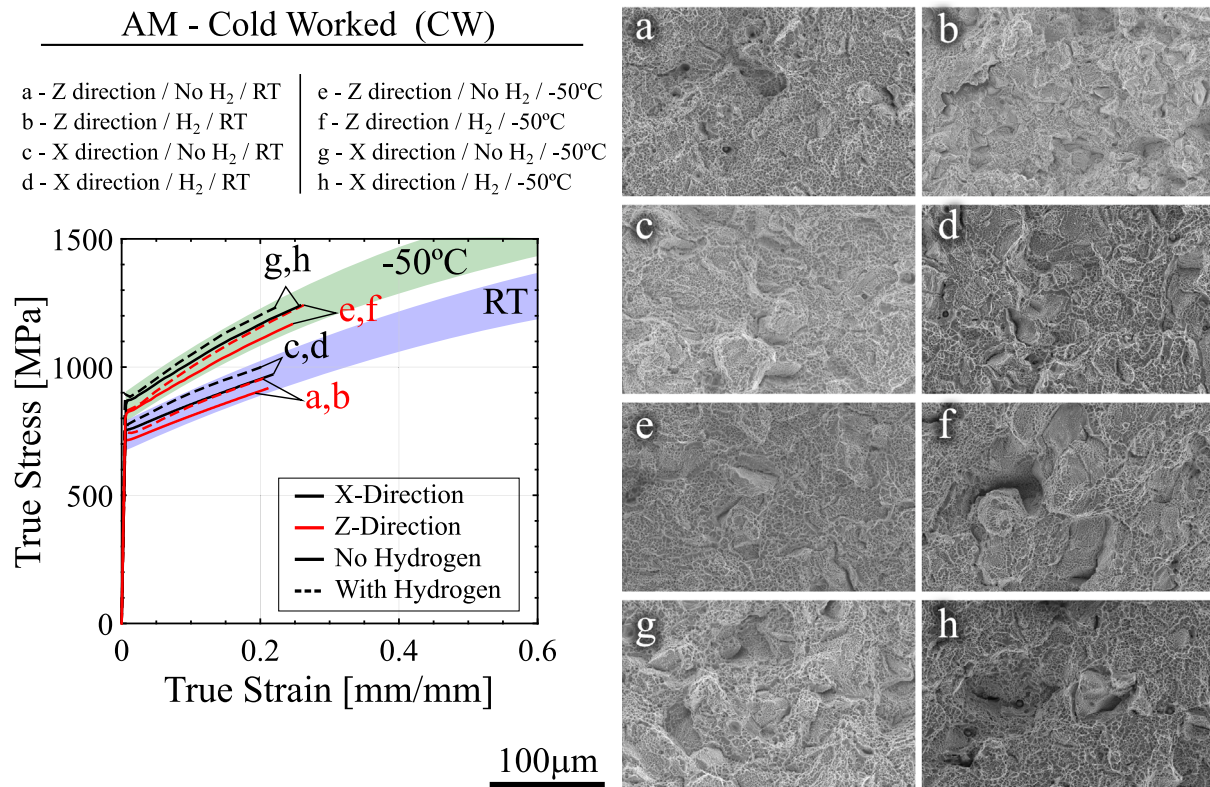 AM - Cold Worked (CW)
a - Z direction / No H₂ / RT
b - Z direction / H₂ / RT
c - X direction / No H₂ / RT
d - X direction / H₂ / RT
e - Z direction / No H₂ / -50ºC
f - Z direction / H₂ / -50ºC
g - X direction / No H₂ / -50ºC
h - X direction / H₂ / -50ºC
True Stress [MPa]
1500
1000
500
0
0
0.2
0.4
0.6
True Strain [mm/mm]
g,h
-50ºC
e,f
RT
c,d
a,b
X-Direction
Z-Direction
No Hydrogen
With Hydrogen
100μm
a
b
c
d
e
f
g
h